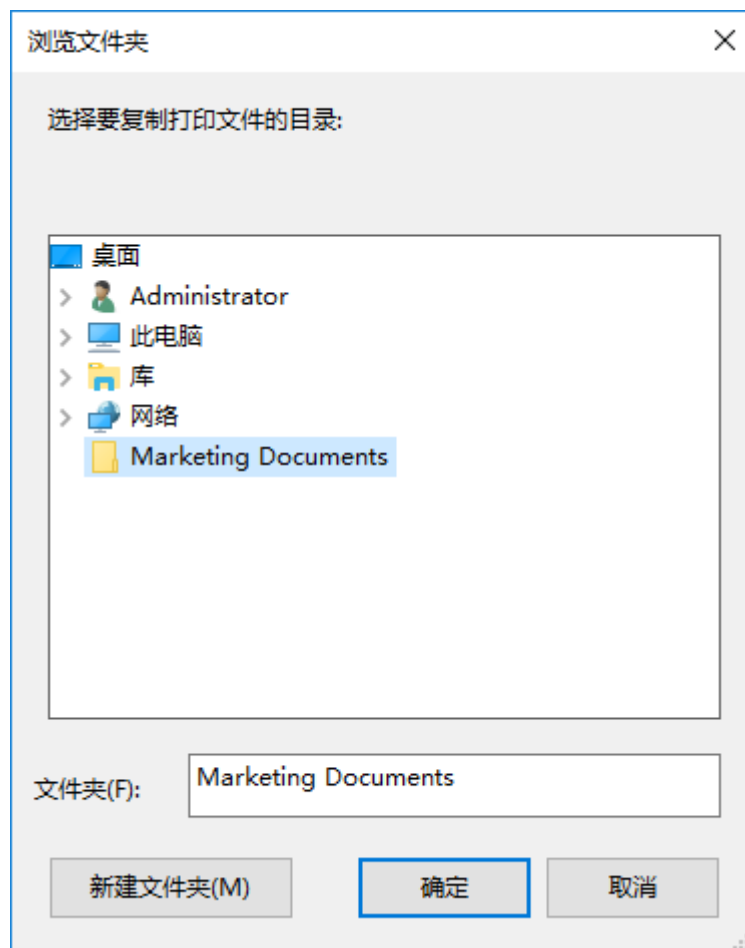 浏览文件夹
选择要复制打印文件的目录:
桌面
Administrator
此电脑
库
网络
Marketing Documents
文件夹(F): Marketing Documents
新建文件夹(M) 确定 取消